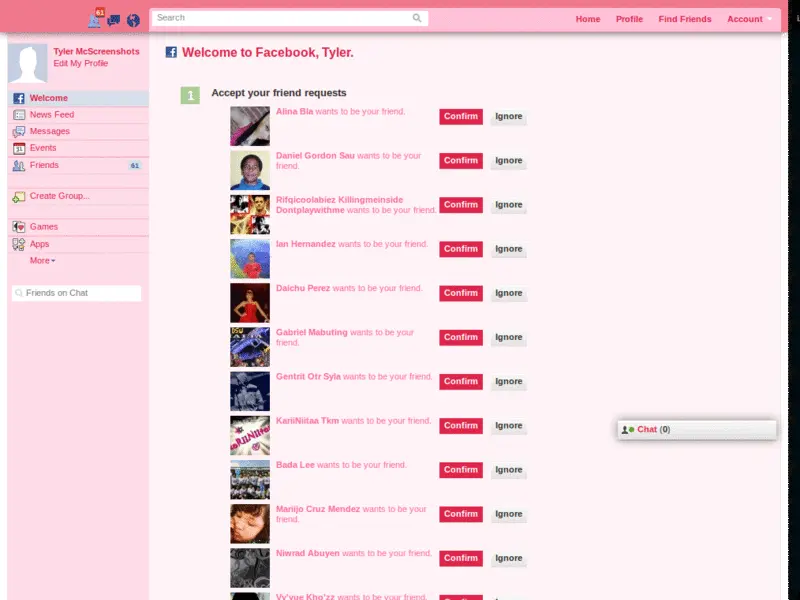 61
Search
Home Profile Find Friends Account
Tyler McScreenshots
Edit My Profile
Welcome
News Feed
Messages
31 Events
Friends 61
Create Group...
Games
Apps
More
Friends on Chat
Welcome to Facebook, Tyler.
1 Accept your friend requests
Alina Bla wants to be your friend. Confirm Ignore
Daniel Gordon Sau wants to be your
friend. Confirm Ignore
Rifqicoolabiez Killingmeinside
Dontplaywithme wants to be your friend. Confirm Ignore
Ian Hernandez wants to be your friend. Confirm Ignore
Daichu Perez wants to be your friend. Confirm Ignore
Gabriel Mabuting wants to be your
friend. Confirm Ignore
Gentrit Otr Syla wants to be your friend. Confirm Ignore
KariiNiitaa Tkm wants to be your friend. Confirm Ignore
Bada Lee wants to be your friend. Confirm Ignore
Mariijo Cruz Mendez wants to be your
friend. Confirm Ignore
Niwrad Abuyen wants to be your friend. Confirm Ignore
Vy'vue Kho'zz wants to be your friend.
Chat (0)